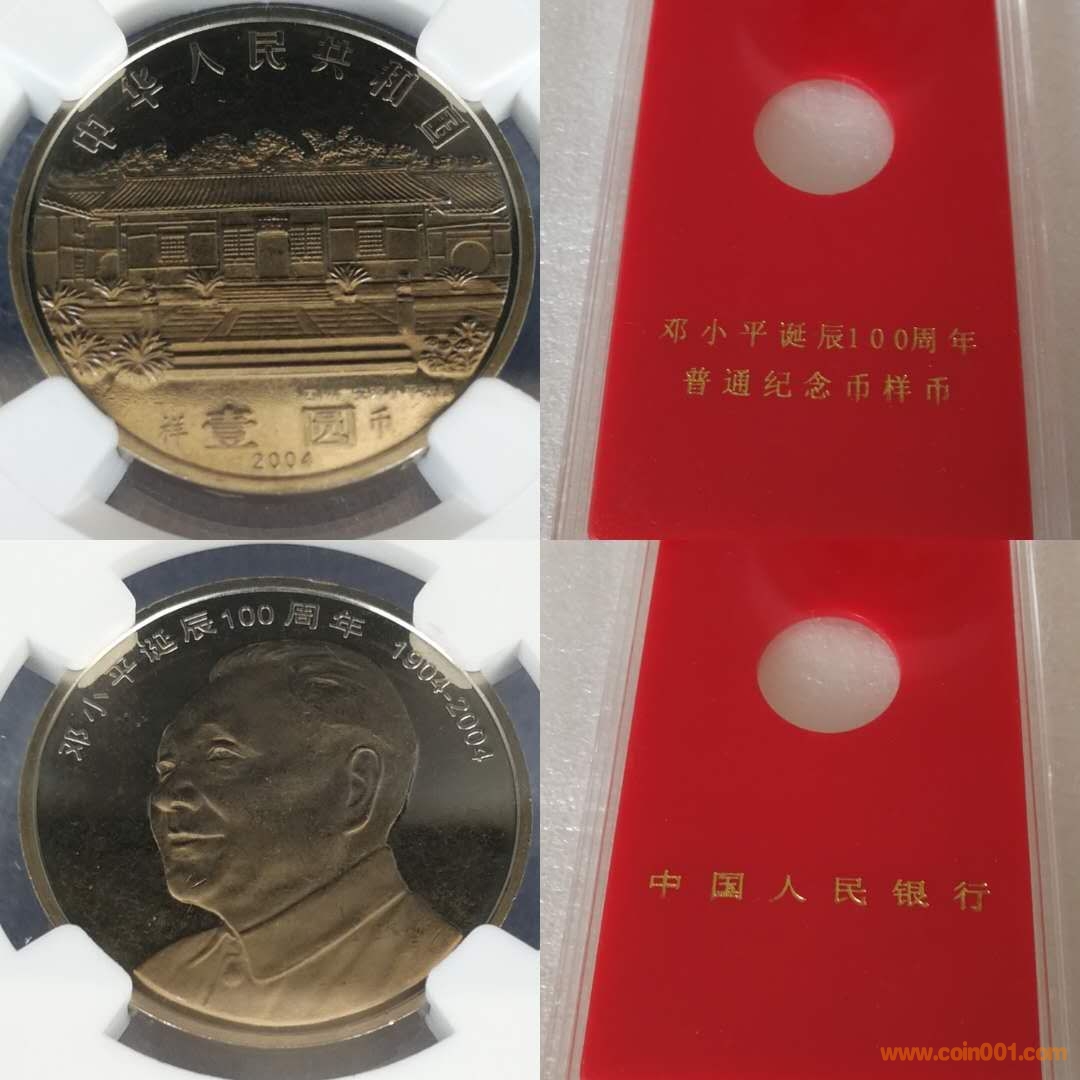 中华人民共和国
样 壹 圆 币
2004
邓小平诞辰100周年
普通纪念币样币
邓小平诞辰100周年 1904-2004
中国人民银行
www.coin001.com